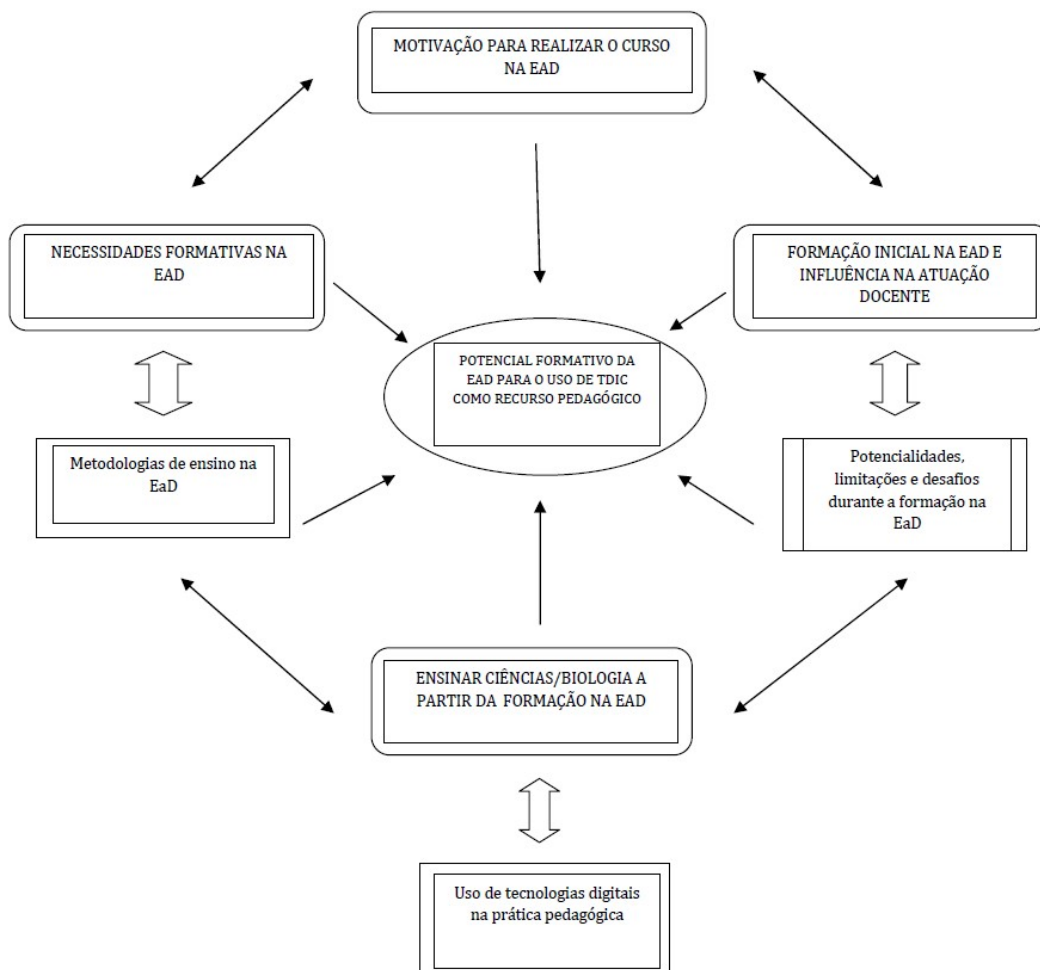 MOTIVAÇÃO PARA REALIZAR O CURSO
NA EAD
NECESSIDADES FORMATIVAS NA
EAD
FORMAÇÃO INICIAL NA EAD E
INFLUÊNCIA NA ATUAÇÃO
DOCENTE
POTENCIAL FORMATIVO DA
EAD PARA O USO DE TDIC
COMO RECURSO PEDAGÓGICO
Metodologias de ensino na
EaD
Potencialidades,
limitações e desafios
durante a formação na
EaD
ENSINAR CIÊNCIAS/BIOLOGIA A
PARTIR DA FORMAÇÃO NA EAD
Uso de tecnologias digitais
na prática pedagógica